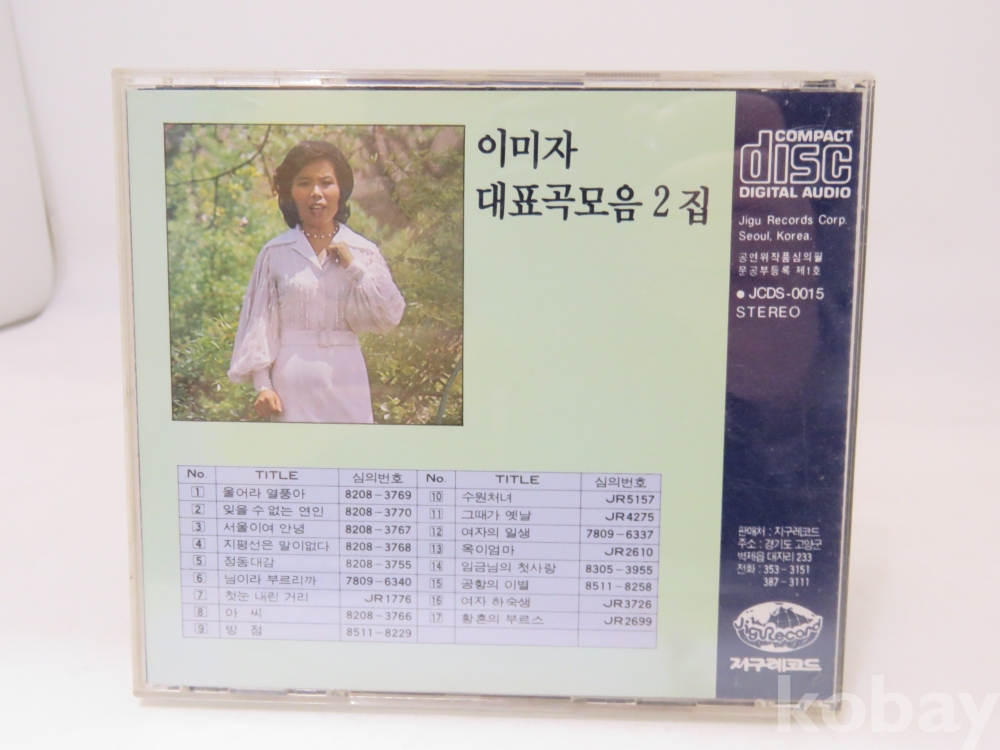 이미자
대표곡모음 2 집
COMPACT
disc
DIGITAL AUDIO
Jigu Records Corp.
Seoul, Korea.
공연위작품심의필
문공부등록 제1호
● JCDS-0015
STEREO
No. TITLE 심의번호 No. TITLE 심의번호
1 울어라 열풍아 8208-3769 10 수원처녀 JR5157
2 잊을 수 없는 연인 8208-3770 11 그때가 옛날 JR4275
3 서울이여 안녕 8208-3767 12 여자의 일생 7809-6337
4 지평선은 말이없다 8208-3768 13 옥이엄마 JR2610
5 정동대감 8208-3755 14 임금님의 첫사랑 8305-3955
6 님이라 부르리까 7809-6340 15 공항의 이별 8511-8258
7 첫눈 내린 거리 JR1776 16 여자 하숙생 JR3726
8 아 씨 8208-3766 17 황혼의 부르스 JR2699
9 빙 점 8511-8229
판매처 : 지구레코드
주소 : 경기도 고양군
벽제읍 대자리 233
전화 : 353-3151
387-3111
JiguRecord
지구레코드
kobay